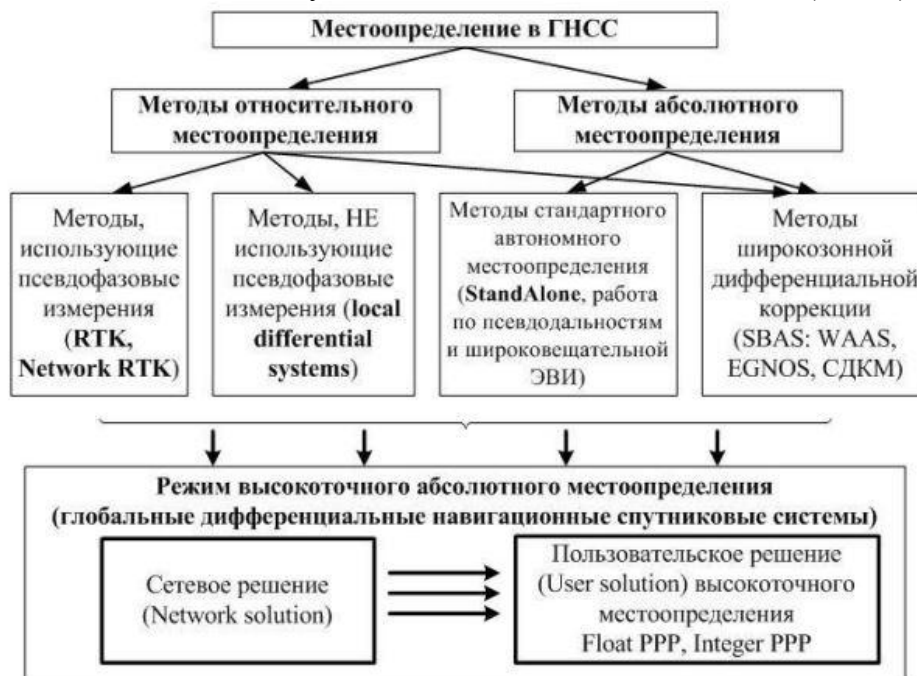 Местоопределение в ГНСС
Методы относительного
местоопределения
Методы абсолютного
местоопределения
Методы,
использующие
псевдофазовые
измерения
(RTK,
Network RTK)
Методы, НЕ
использующие
псевдофазовые
измерения (local
differential
systems)
Методы стандартного
автономного
местоопределения
(StandAlone, работа
по псевдодальностям
и широковещательной
ЭВИ)
Методы
широкозонной
дифференциальной
коррекции
(SBAS: WAAS,
EGNOS, СДКМ)
Режим высокоточного абсолютного местоопределения
(глобальные дифференциальные навигационные спутниковые системы)
Сетевое решение
(Network solution)
Пользовательское решение
(User solution) высокоточного
местоопределения
Float PPP, Integer PPP